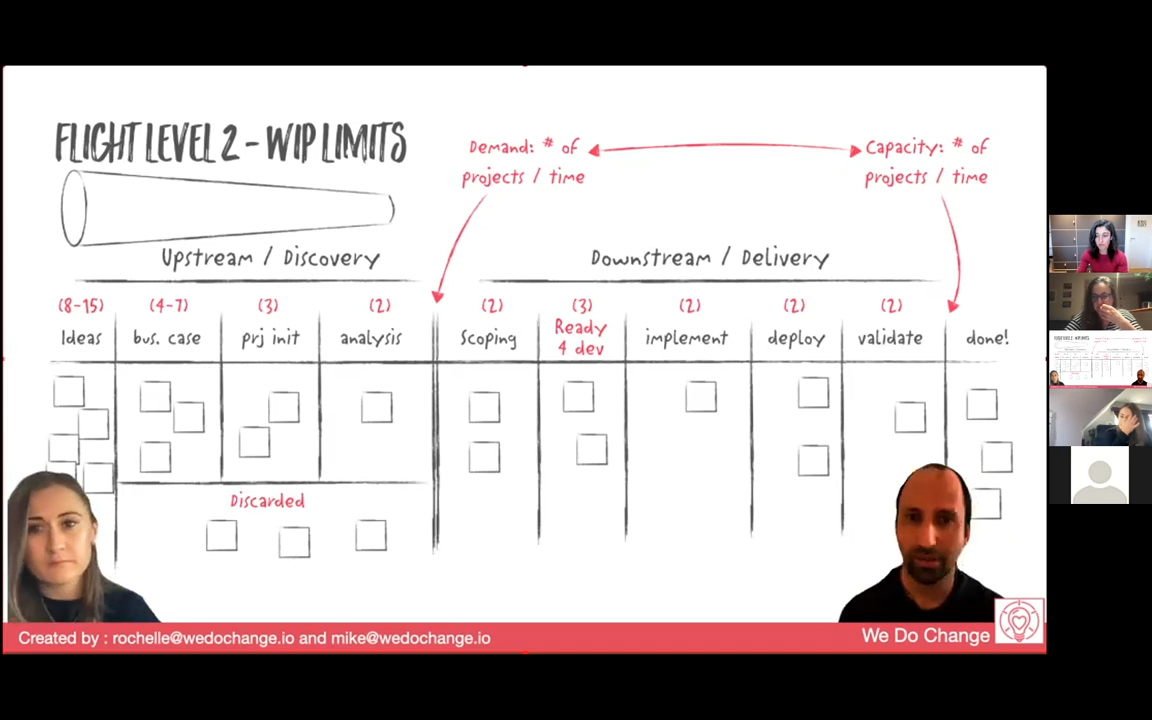 FLIGHT LEVEL 2 - WIP LIMITS
Demand: # of
projects / time
Capacity: # of
projects / time
Upstream / Discovery
Downstream / Delivery
(8-15) (4-7) (3) (2) (2) (3) (2) (2) (2)
Ideas bus. case prj init analysis Scoping Ready
4 dev implement deploy validate done!
Discarded
Created by : rochelle@wedochange.io and mike@wedochange.io
We Do Change